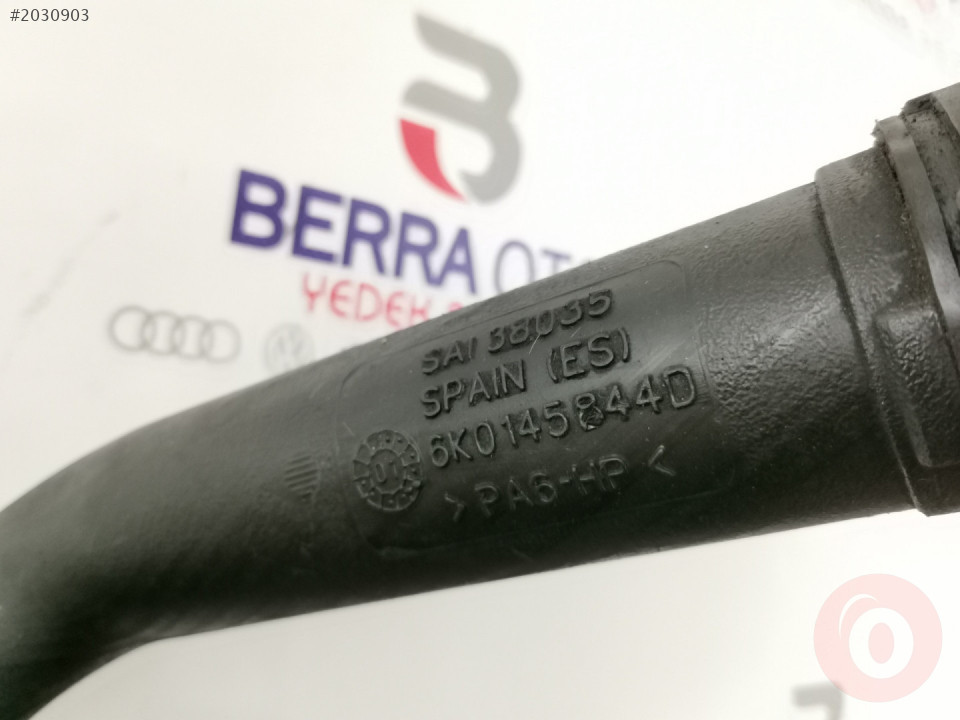 #2030903
BERRA
YEDEK
SAI 38035
SPAIN (ES)
6K0145844D
>PA6-HP<